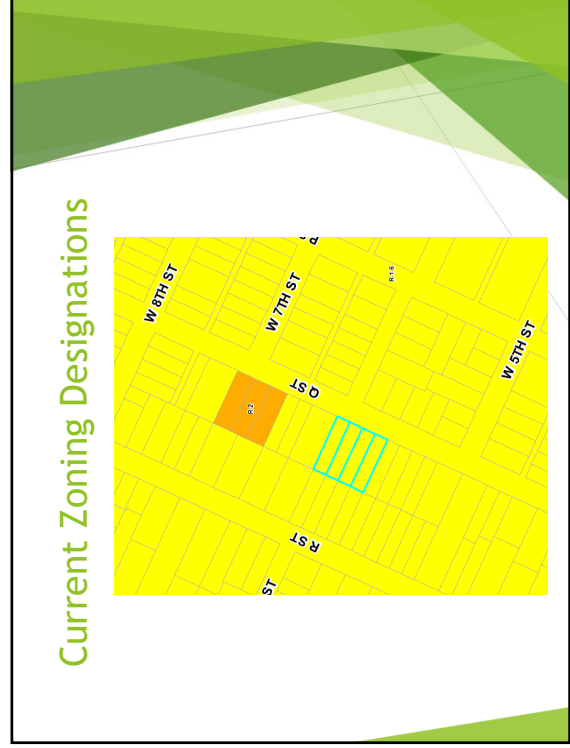 Current Zoning Designations
W 8TH ST
W 7TH ST
R-1-6
R-2
Q ST
W 5TH ST
R ST
ST